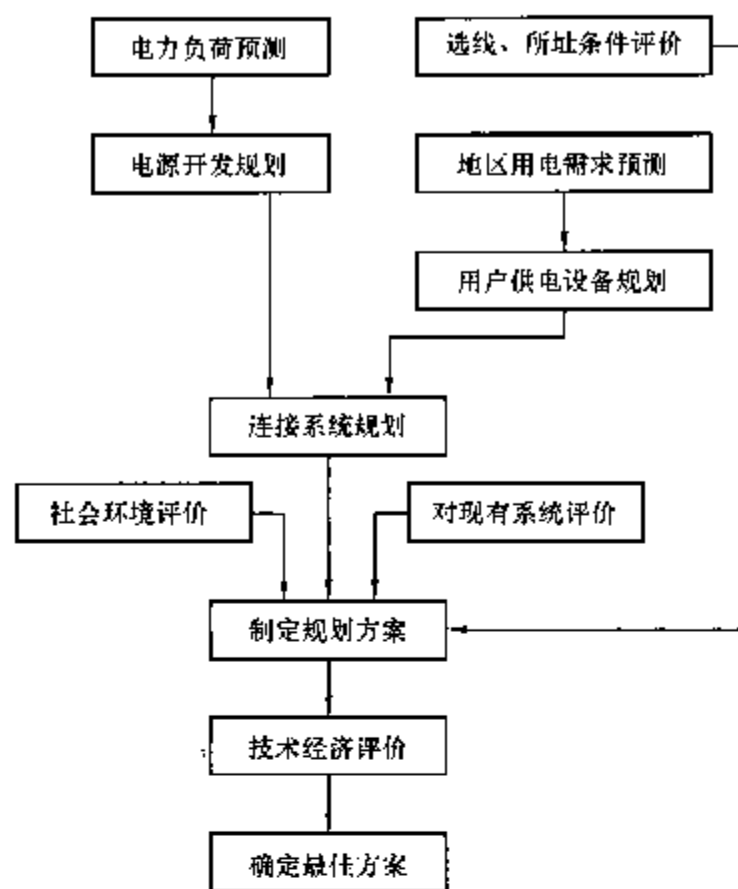 电力负荷预测
选线、所址条件评价
电源开发规划
地区用电需求预测
用户供电设备规划
连接系统规划
社会环境评价
对现有系统评价
制定规划方案
技术经济评价
确定最佳方案